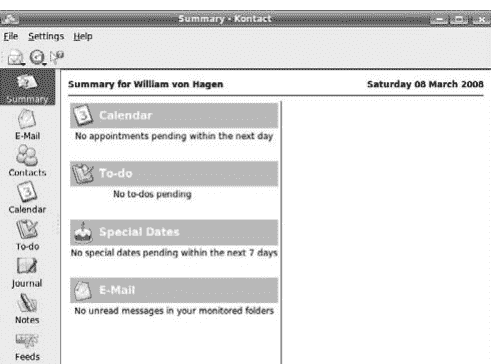 Summary - Kontact
File Settings Help
Summary for William von Hagen Saturday 08 March 2008
Summary
E-Mail
Contacts
Calendar
To-do
Journal
Notes
Feeds
Calendar
No appointments pending within the next day
To-do
No to-dos pending
Special Dates
No special dates pending within the next 7 days
E-Mail
No unread messages in your monitored folders